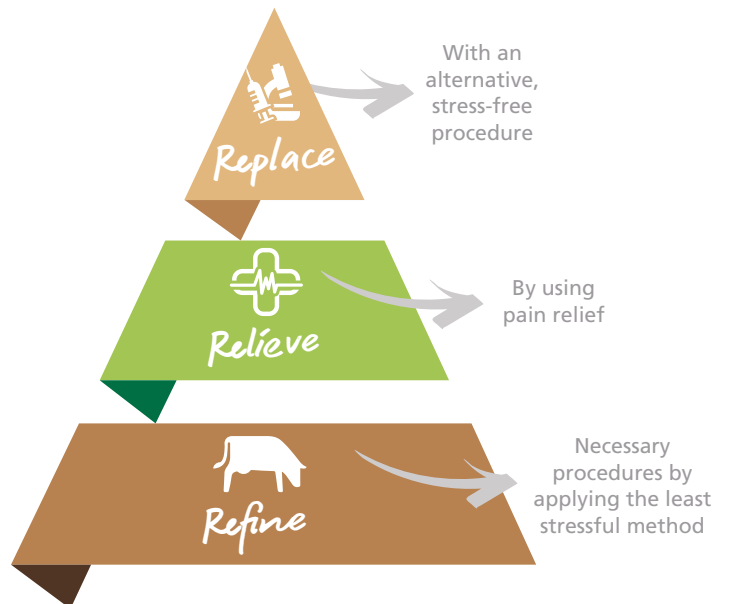 With an
alternative,
stress-free
procedure
Replace
By using
pain relief
Relieve
Necessary
procedures by
applying the least
stressful method
Refine